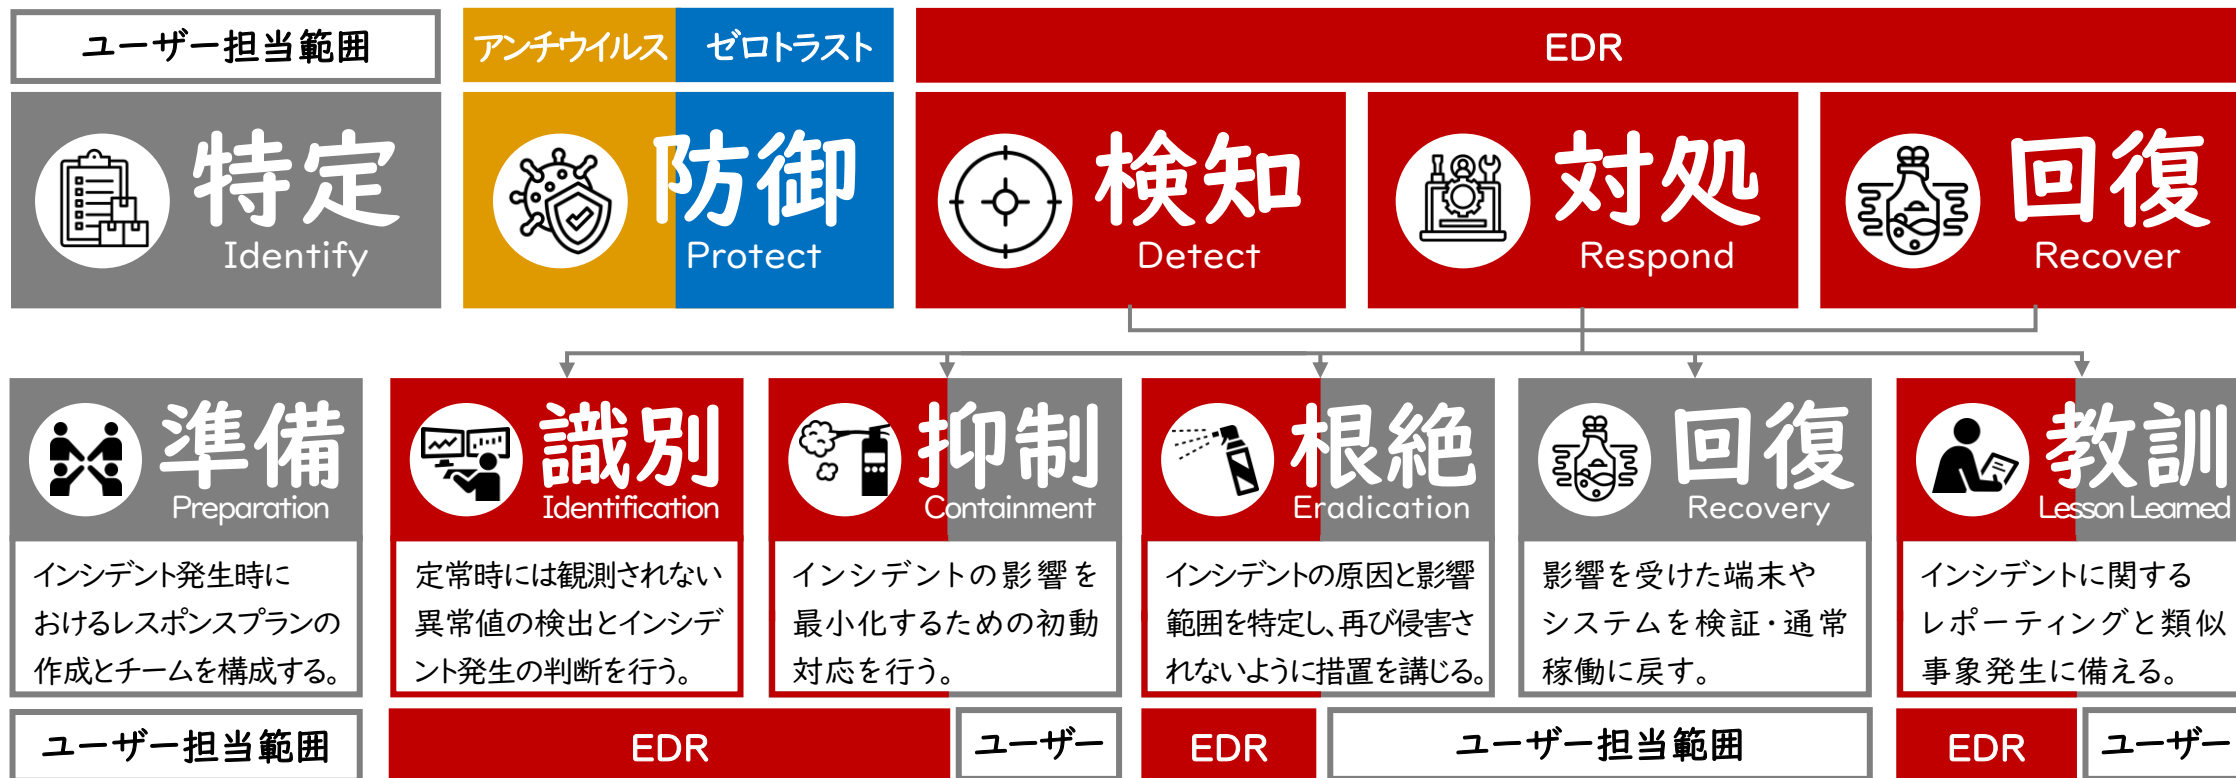 ユーザー担当範囲
アンチウイルス
ゼロトラスト
EDR
特定
Identify
防御
Protect
検知
Detect
対処
Respond
回復
Recover
準備
Preparation
インシデント発生時に
おけるレスポンスプランの
作成とチームを構成する。
識別
Identification
定常時には観測されない
異常値の検出とインシデ
ント発生の判断を行う。
抑制
Containment
インシデントの影響を
最小化するための初動
対応を行う。
根絶
Eradication
インシデントの原因と影響
範囲を特定し、再び侵害さ
れないように措置を講じる。
回復
Recovery
影響を受けた端末や
システムを検証・通常
稼働に戻す。
教訓
Lesson Learned
インシデントに関する
レポーティングと類似
事象発生に備える。
ユーザー担当範囲
EDR
ユーザー
EDR
ユーザー担当範囲
EDR
ユーザー